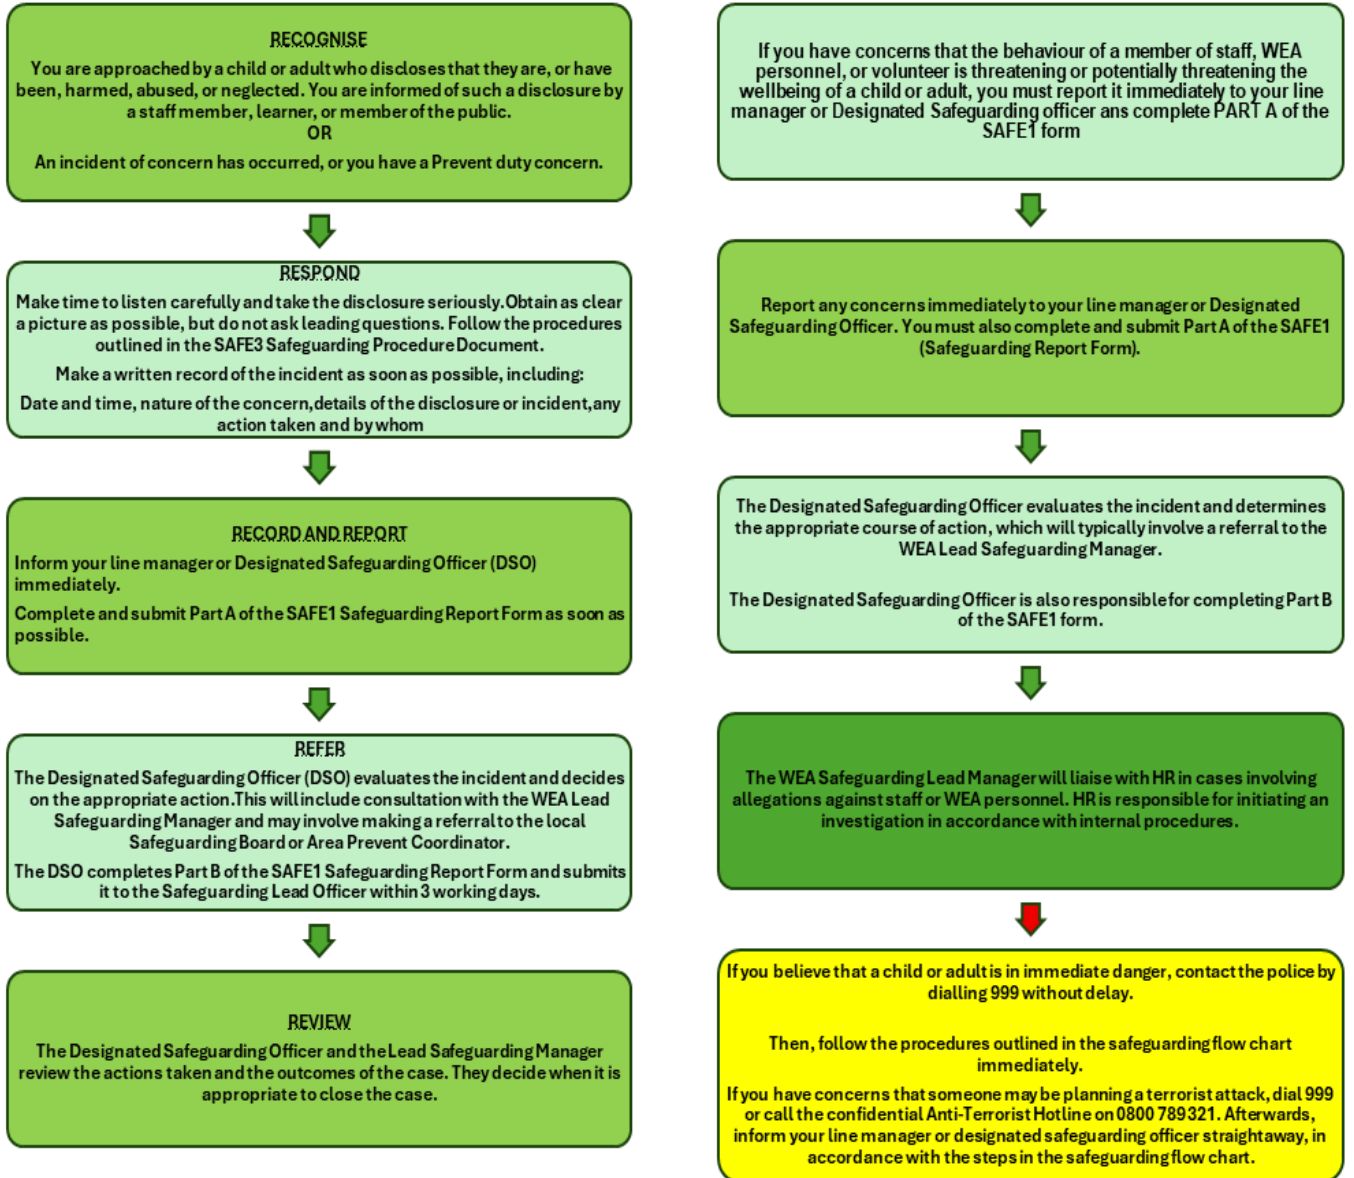 RECOGNISE
You are approached by a child or adult who discloses that they are, or have
been, harmed, abused, or neglected. You are informed of such a disclosure by
a staff member, learner, or member of the public.
OR
An incident of concern has occurred, or you have a Prevent duty concern.
RESPOND
Make time to listen carefully and take the disclosure seriously. Obtain as clear
a picture as possible, but do not ask leading questions. Follow the procedures
outlined in the SAFE3 Safeguarding Procedure Document.
Make a written record of the incident as soon as possible, including:
Date and time, nature of the concern, details of the disclosure or incident, any
action taken and by whom
RECORD AND REPORT
Inform your line manager or Designated Safeguarding Officer (DSO)
immediately.
Complete and submit Part A of the SAFE1 Safeguarding Report Form as soon as
possible.
REFER
The Designated Safeguarding Officer (DSO) evaluates the incident and decides
on the appropriate action. This will include consultation with the WEA Lead
Safeguarding Manager and may involve making a referral to the local
Safeguarding Board or Area Prevent Coordinator.
The DSO completes Part B of the SAFE1 Safeguarding Report Form and submits
it to the Safeguarding Lead Officer within 3 working days.
REVIEW
The Designated Safeguarding Officer and the Lead Safeguarding Manager
review the actions taken and the outcomes of the case. They decide when it is
appropriate to close the case.
If you have concerns that the behaviour of a member of staff, WEA
personnel, or volunteer is threatening or potentially threatening the
wellbeing of a child or adult, you must report it immediately to your line
manager or Designated Safeguarding officer ans complete PART A of the
SAFE1 form
Report any concerns immediately to your line manager or Designated
Safeguarding Officer. You must also complete and submit Part A of the SAFE1
(Safeguarding Report Form).
The Designated Safeguarding Officer evaluates the incident and determines
the appropriate course of action, which will typically involve a referral to the
WEA Lead Safeguarding Manager.
The Designated Safeguarding Officer is also responsible for completing Part B
of the SAFE1 form.
The WEA Safeguarding Lead Manager will liaise with HR in cases involving
allegations against staff or WEA personnel. HR is responsible for initiating an
investigation in accordance with internal procedures.
If you believe that a child or adult is in immediate danger, contact the police by
dialling 999 without delay.
Then, follow the procedures outlined in the safeguarding flow chart
immediately.
If you have concerns that someone may be planning a terrorist attack, dial 999
or call the confidential Anti-Terrorist Hotline on 0800 789 321. Afterwards,
inform your line manager or designated safeguarding officer straightaway, in
accordance with the steps in the safeguarding flow chart.